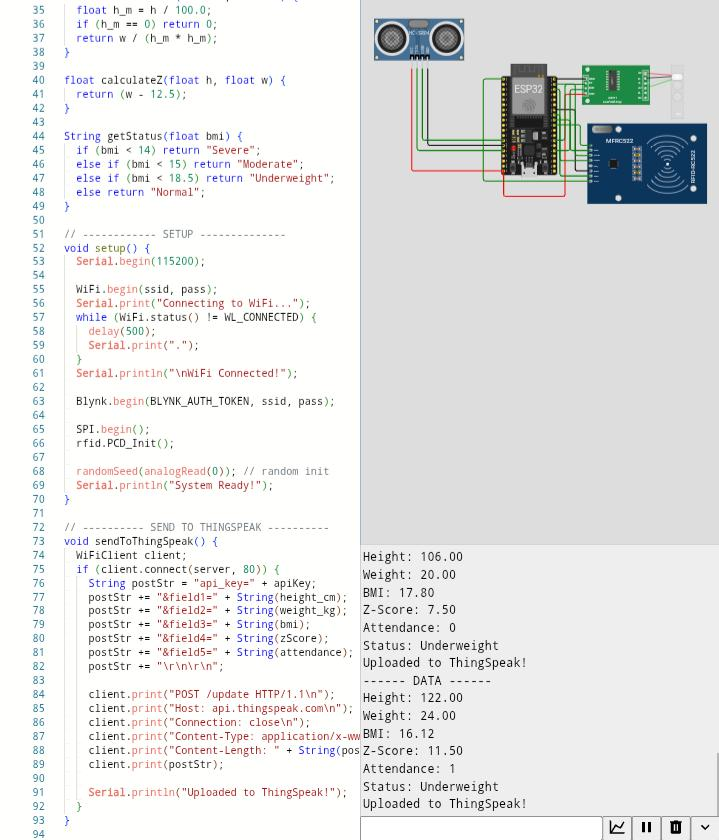 35 float h_m = h / 100.0;
36 if (h_m == 0) return 0;
37 return w / (h_m * h_m);
38 }
39
40 float calculateZ(float h, float w) {
41 return (w - 12.5);
42 }
43
44 String getStatus(float bmi) {
45 if (bmi < 14) return "Severe";
46 else if (bmi < 15) return "Moderate";
47 else if (bmi < 18.5) return "Underweight";
48 else return "Normal";
49 }
50
51 // ------------ SETUP -------------
52 void setup() {
53 Serial.begin(115200);
54
55 WiFi.begin(ssid, pass);
56 Serial.print("Connecting to WiFi...");
57 while (WiFi.status() != WL_CONNECTED) {
58 delay(500);
59 Serial.print(".");
60 }
61 Serial.println("\nWiFi Connected!");
62
63 Blynk.begin(BLYNK_AUTH_TOKEN, ssid, pass);
64
65 SPI.begin();
66 rfid.PCD_Init();
67
68 randomSeed(analogRead(0)); // random init
69 Serial.println("System Ready!");
70 }
71
72 // ---------- SEND TO THINGSPEAK ----------
73 void sendToThingSpeak() {
74 WiFiClient client;
75 if (client.connect(server, 80)) {
76 String postStr = "api_key=" + apiKey;
77 postStr += "&field1=" + String(height_cm);
78 postStr += "&field2=" + String(weight_kg);
79 postStr += "&field3=" + String(bmi);
80 postStr += "&field4=" + String(zScore);
81 postStr += "&field5=" + String(attendance);
82 postStr += "\r\n\r\n";
83
84 client.print("POST /update HTTP/1.1\n");
85 client.print("Host: api.thingspeak.com\n");
86 client.print("Connection: close\n");
87 client.print("Content-Type: application/x-ww
88 client.print("Content-Length: " + String(pos
89 client.print(postStr);
90
91 Serial.println("Uploaded to ThingSpeak!");
92 }
93 }
94
HC-SR04
ESP32
MFRC522
RFID-RC522
Height: 106.00
Weight: 20.00
BMI: 17.80
Z-Score: 7.50
Attendance: 0
Status: Underweight
Uploaded to ThingSpeak!
------ DATA ------
Height: 122.00
Weight: 24.00
BMI: 16.12
Z-Score: 11.50
Attendance: 1
Status: Underweight
Uploaded to ThingSpeak!